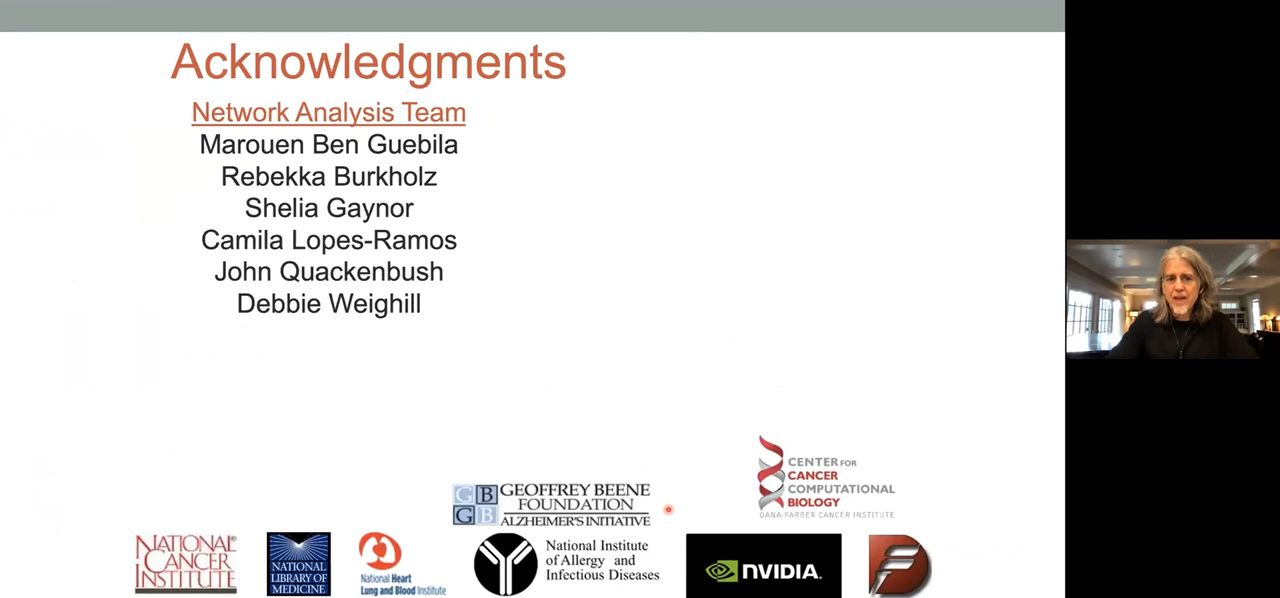 Acknowledgments
Network Analysis Team
Marouen Ben Guebila
Rebekka Burkholz
Shelia Gaynor
Camila Lopes-Ramos
John Quackenbush
Debbie Weighill
CENTER FOR
CANCER
COMPUTATIONAL
BIOLOGY
DANA-FARBER CANCER INSTITUTE
G B
G B
GEOFFREY BEENE
FOUNDATION
ALZHEIMER'S INITIATIVE
NATIONAL
CANCER
INSTITUTE
NATIONAL
LIBRARY OF
MEDICINE
National Heart
Lung and Blood Institute
National Institute
of Allergy and
Infectious Diseases
NVIDIA.
F